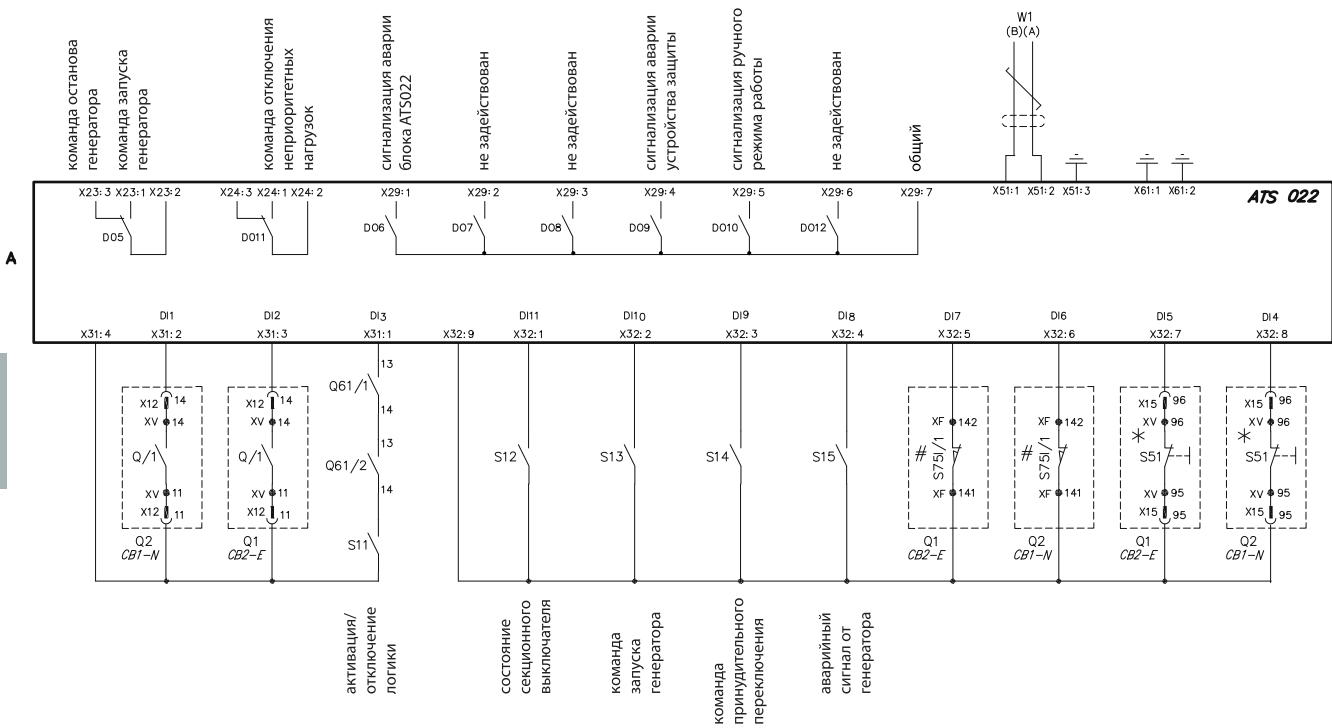 команда останова
генератора
команда запуска
генератора
команда отключения
неприоритетных
нагрузок
сигнализация аварии
блока ATS022
не задействован
не задействован
сигнализация аварии
устройства защиты
сигнализация ручного
режима работы
не задействован
общий
W1
(B)(A)
X23: 3 X23:1 X23:2
X24: 3 X24:1 X24: 2
X29: 1
X29: 2
X29: 3
X29: 4
X29: 5
X29: 6
X29: 7
X51: 1 X51: 2 X51: 3
X61: 1 X61: 2
ATS 022
DO5
DO11
DO6
DO7
DO8
DO9
DO10
DO12
A
DI1
DI2
DI3
DI11
DI10
DI9
DI8
DI7
DI6
DI5
DI4
X31: 4
X31: 2
X31: 3
X31: 1
X32: 9
X32: 1
X32: 2
X32: 3
X32: 4
X32: 5
X32: 6
X32: 7
X32: 8
X12 14
XV 14
Q/1
XV 11
X12 11
Q2
CB1-N
X12 14
XV 14
Q/1
XV 11
X12 11
Q1
CB2-E
13
Q61/1
14
13
Q61/2
14
S11
S12
S13
S14
S15
XF 142
# S75I/1
XF 141
Q1
CB2-E
XF 142
# S75I/1
XF 141
Q2
CB1-N
X15 96
XV 96
*
S51
XV 95
X15 95
Q1
CB2-E
X15 96
XV 96
*
S51
XV 95
X15 95
Q2
CB1-N
активация/
отключение
логики
состояние
секционного
выключателя
команда
запуска
генератора
команда
принудительного
переключения
аварийный
сигнал от
генератора